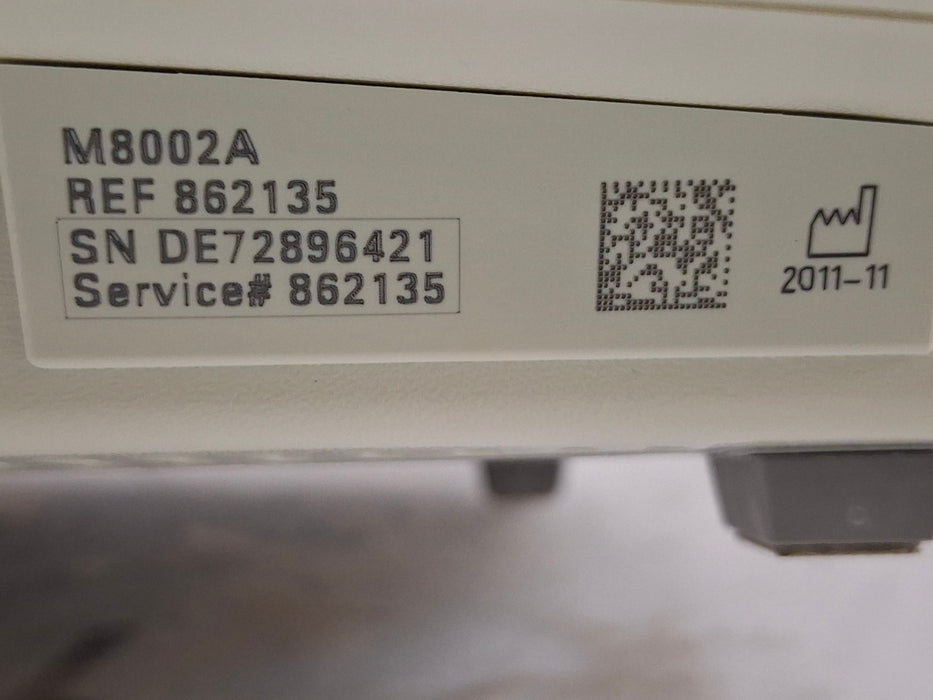 M8002A
REF 862135
SN DE72896421
Service# 862135
2011-11